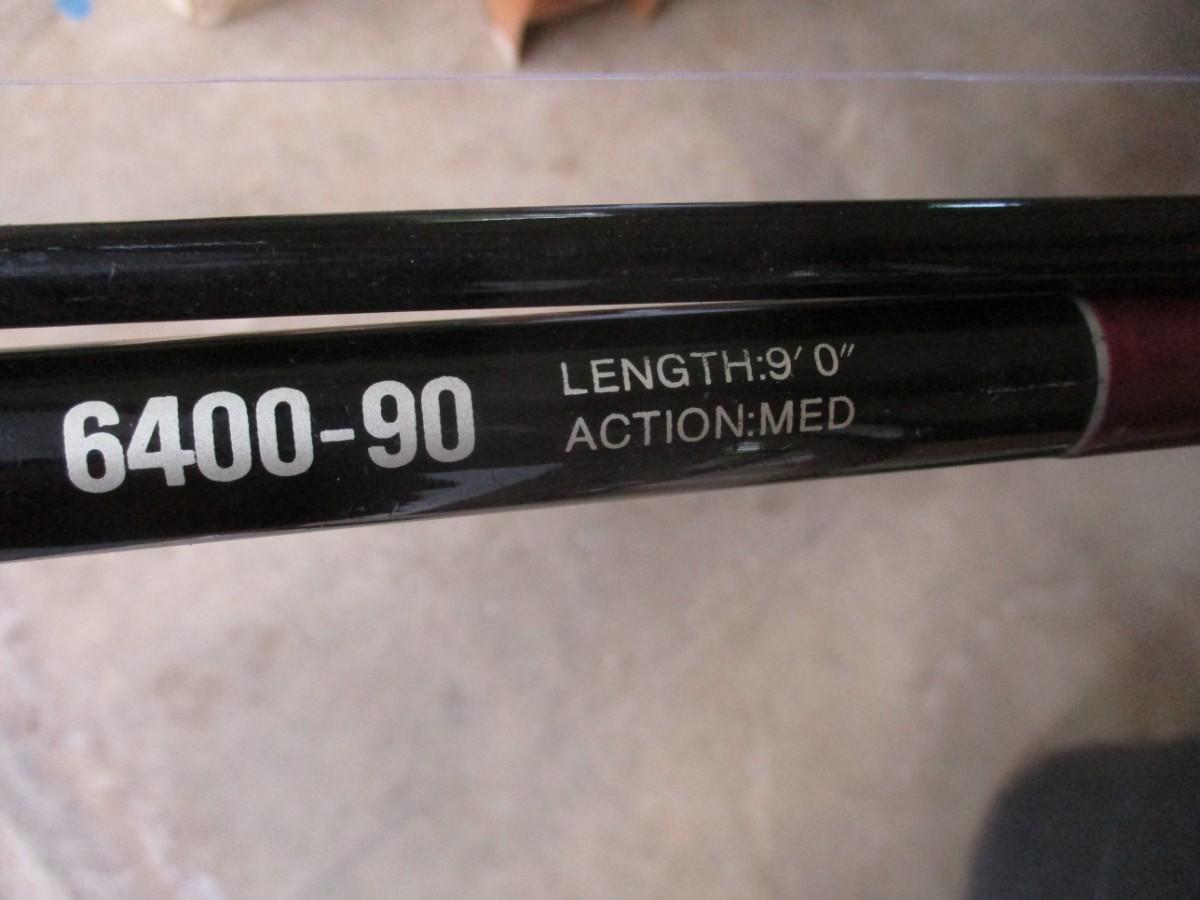 6400-90
LENGTH:9' 0"
ACTION:MED